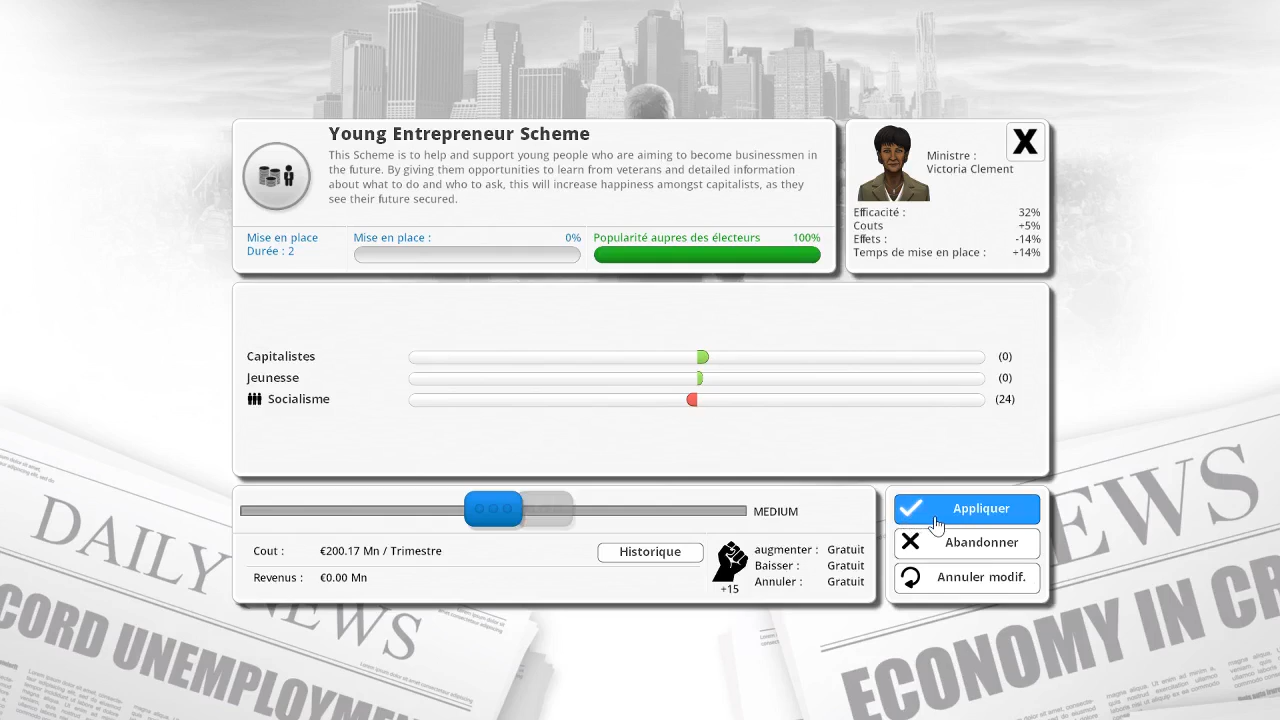 Young Entrepreneur Scheme
This Scheme is to help and support young people who are aiming to become businessmen in
the future. By giving them opportunities to learn from veterans and detailed information
about what to do and who to ask, this will increase happiness amongst capitalists, as they
see their future secured.
Mise en place
Durée : 2
Mise en place : 0%
Popularité aupres des électeurs 100%
X
Ministre :
Victoria Clement
Efficacité : 32%
Couts +5%
Effets : -14%
Temps de mise en place : +14%
Capitalistes (0)
Jeunesse (0)
Socialisme (24)
MEDIUM
Cout : €200.17 Mn / Trimestre
Revenus : €0.00 Mn
Historique
+15
augmenter : Gratuit
Baisser : Gratuit
Annuler : Gratuit
Appliquer
Abandonner
Annuler modif.
DAILY NEWS
CORD UNEMPLOYME
EWS
ECONOMY IN CR